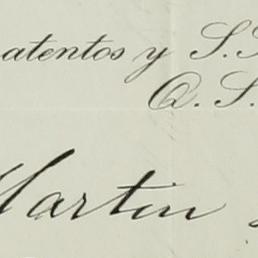 atentos y S.
Q. S.
Martin